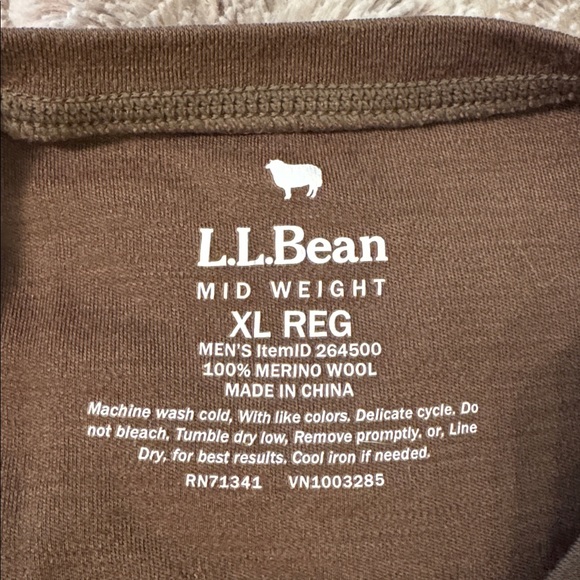 L.L.Bean
MID WEIGHT
XL REG
MEN'S ItemID 264500
100% MERINO WOOL
MADE IN CHINA
Machine wash cold, With like colors, Delicate cycle, Do
not bleach, Tumble dry low, Remove promptly, or, Line
Dry, for best results, Cool iron if needed.
RN71341 VN1003285